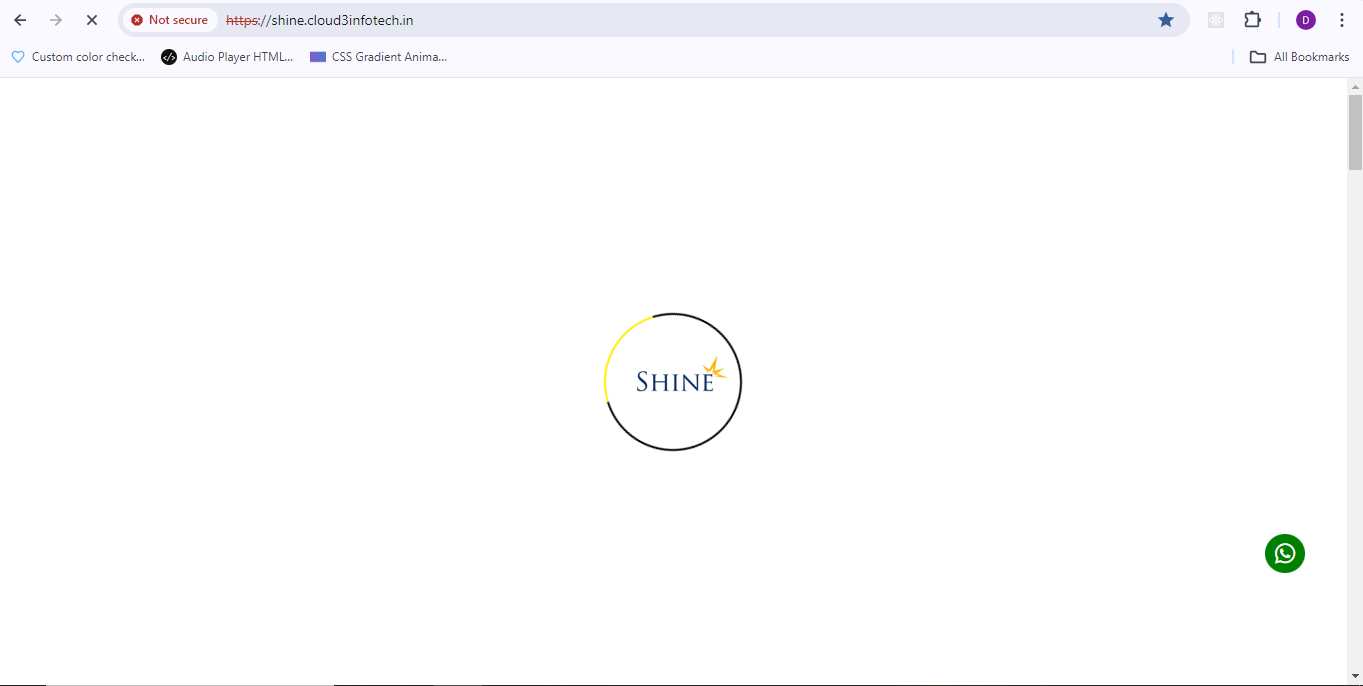 Not secure https://shine.cloud3infotech.in D
Custom color check... Audio Player HTML... CSS Gradient Anima... All Bookmarks
SHINE